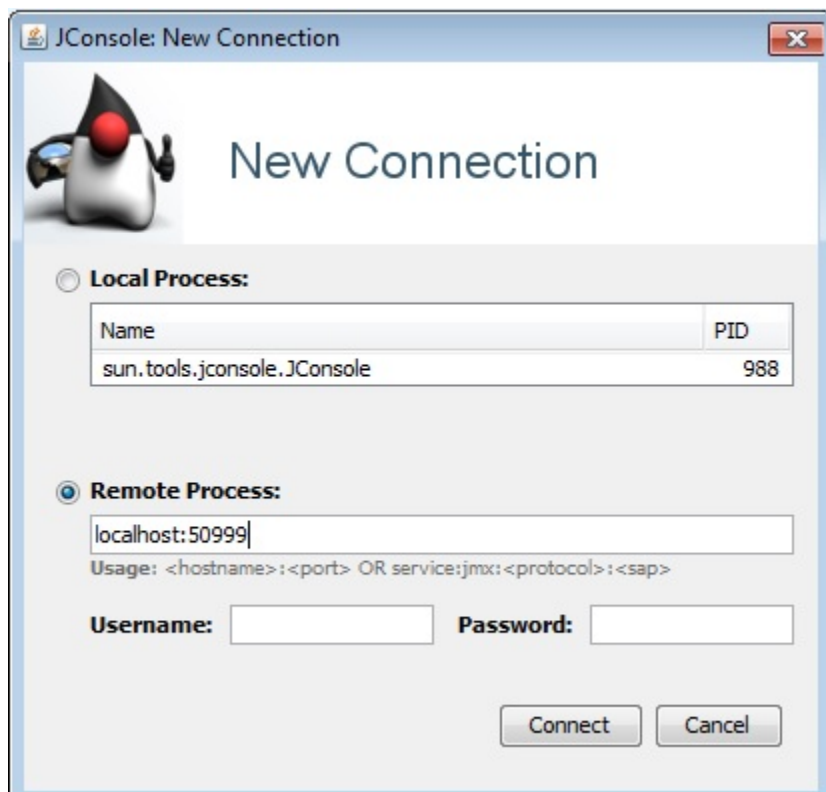 JConsole: New Connection
New Connection
Local Process:
Name PID
sun.tools.jconsole.JConsole 988
Remote Process:
localhost:50999
Usage: <hostname>:<port> OR service:jmx:<protocol>:<sap>
Username: Password:
Connect Cancel